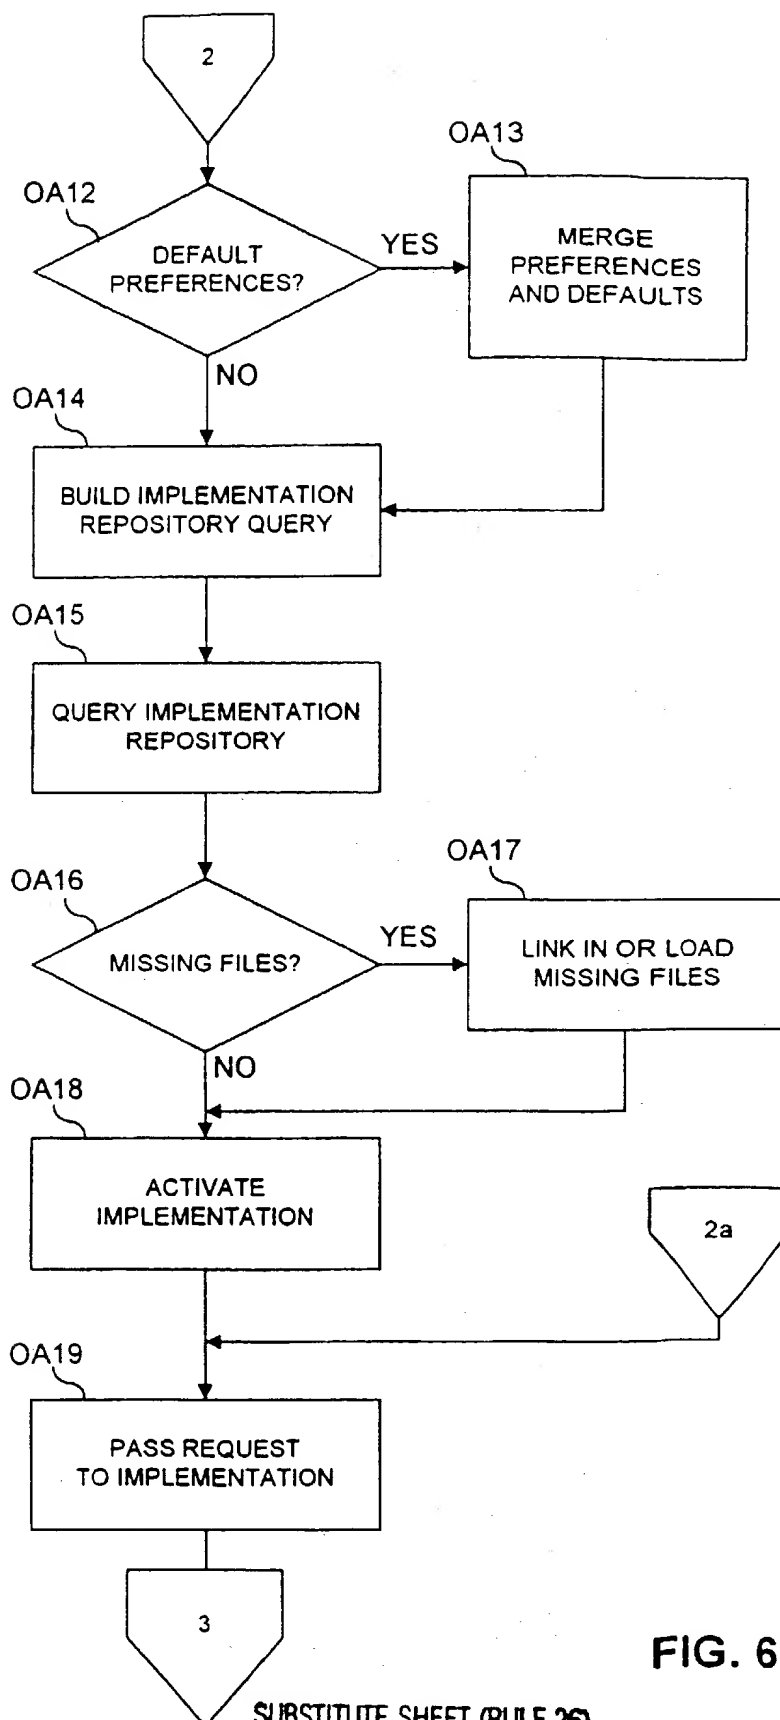 2
OA13
OA12
DEFAULT
PREFERENCES?
YES
MERGE
PREFERENCES
AND DEFAULTS
NO
OA14
BUILD IMPLEMENTATION
REPOSITORY QUERY
OA15
QUERY IMPLEMENTATION
REPOSITORY
OA17
OA16
MISSING FILES?
YES
LINK IN OR LOAD
MISSING FILES
NO
OA18
ACTIVATE
IMPLEMENTATION
2a
OA19
PASS REQUEST
TO IMPLEMENTATION
3
FIG. 6
SUBSTITUTE SHEET (RULE 26)